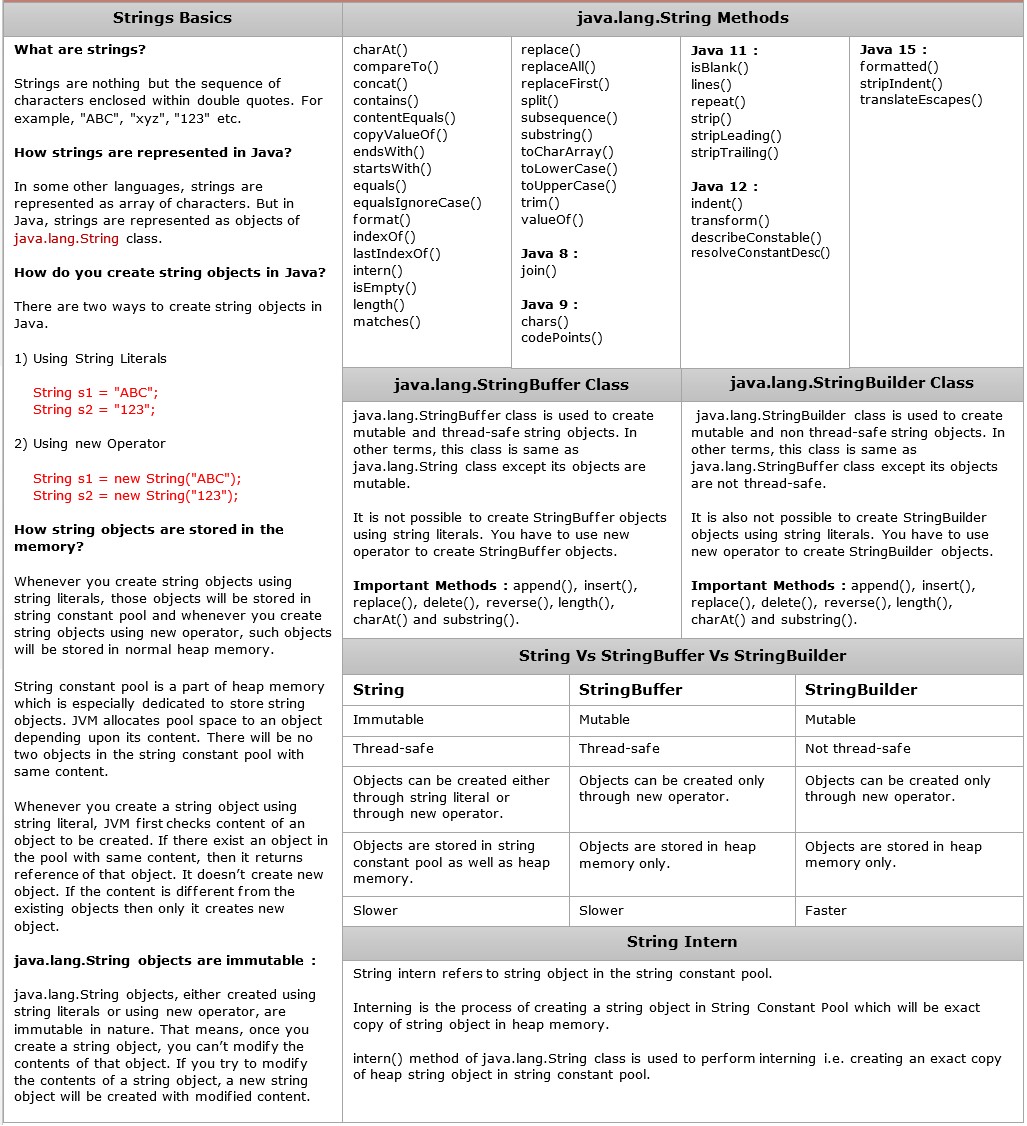 Strings Basics
What are strings?
Strings are nothing but the sequence of
characters enclosed within double quotes. For
example, "ABC", "xyz", "123" etc.
How strings are represented in Java?
In some other languages, strings are
represented as array of characters. But in
Java, strings are represented as objects of
java.lang.String class.
How do you create string objects in Java?
There are two ways to create string objects in
Java.
1) Using String Literals
String s1 = "ABC";
String s2 = "123";
2) Using new Operator
String s1 = new String("ABC");
String s2 = new String("123");
How string objects are stored in the
memory?
Whenever you create string objects using
string literals, those objects will be stored in
string constant pool and whenever you create
string objects using new operator, such objects
will be stored in normal heap memory.
String constant pool is a part of heap memory
which is especially dedicated to store string
objects. JVM allocates pool space to an object
depending upon its content. There will be no
two objects in the string constant pool with
same content.
Whenever you create a string object using
string literal, JVM first checks content of an
object to be created. If there exist an object in
the pool with same content, then it returns
reference of that object. It doesn't create new
object. If the content is different from the
existing objects then only it creates new
object.
java.lang.String objects are immutable :
java.lang.String objects, either created using
string literals or using new operator, are
immutable in nature. That means, once you
create a string object, you can't modify the
contents of that object. If you try to modify
the contents of a string object, a new string
object will be created with modified content.
java.lang.String Methods
charAt()
compareTo()
concat()
contains()
contentEquals()
copyValueOf()
endsWith()
startsWith()
equals()
equalsIgnoreCase()
format()
indexOf()
lastIndexOf()
intern()
isEmpty()
length()
matches()
replace()
replaceAll()
replaceFirst()
split()
subsequence()
substring()
toCharArray()
toLowerCase()
toUpperCase()
trim()
valueOf()
Java 8 :
join()
Java 9 :
chars()
codePoints()
Java 11 :
isBlank()
lines()
repeat()
strip()
stripLeading()
stripTrailing()
Java 12 :
indent()
transform()
describeConstable()
resolveConstantDesc()
Java 15 :
formatted()
stripIndent()
translateEscapes()
java.lang.StringBuffer Class
java.lang.StringBuffer class is used to create
mutable and thread-safe string objects. In
other terms, this class is same as
java.lang.String class except its objects are
mutable.
It is not possible to create StringBuffer objects
using string literals. You have to use new
operator to create StringBuffer objects.
Important Methods : append(), insert(),
replace(), delete(), reverse(), length(),
charAt() and substring().
java.lang.StringBuilder Class
java.lang.StringBuilder class is used to create
mutable and non thread-safe string objects. In
other terms, this class is same as
java.lang.StringBuffer class except its objects
are not thread-safe.
It is also not possible to create StringBuilder
objects using string literals. You have to use
new operator to create StringBuilder objects.
Important Methods : append(), insert(),
replace(), delete(), reverse(), length(),
charAt() and substring().
String Vs StringBuffer Vs StringBuilder
String StringBuffer StringBuilder
Immutable Mutable Mutable
Thread-safe Thread-safe Not thread-safe
Objects can be created either
through string literal or
through new operator.
Objects can be created only
through new operator.
Objects can be created only
through new operator.
Objects are stored in string
constant pool as well as heap
memory.
Objects are stored in heap
memory only.
Objects are stored in heap
memory only.
Slower Slower Faster
String Intern
String intern refers to string object in the string constant pool.
Interning is the process of creating a string object in String Constant Pool which will be exact
copy of string object in heap memory.
intern() method of java.lang.String class is used to perform interning i.e. creating an exact copy
of heap string object in string constant pool.